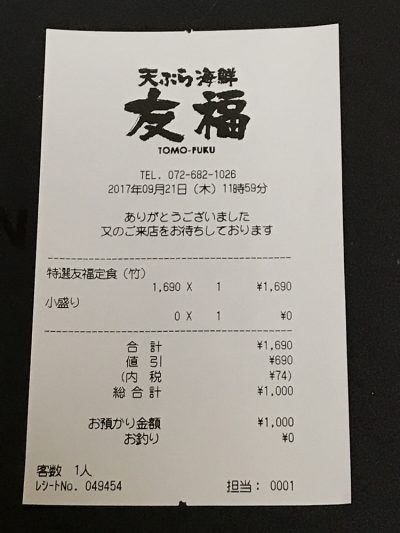 天ぷら海鮮
友福
TOMO-FUKU
TEL. 072-682-1026
2017年09月21日(木) 11時59分
ありがとうございました
又のご来店をお待ちしております
特選友福定食(竹)
1,690 X 1 ¥1,690
小盛り
0 X 1 ¥0
合 計 ¥1,690
値 引 ¥690
(内 税 ¥74)
総 合 計 ¥1,000
お預かり金額 ¥1,000
お釣り ¥0
客数 1人
レシートNo. 049454 担当: 0001